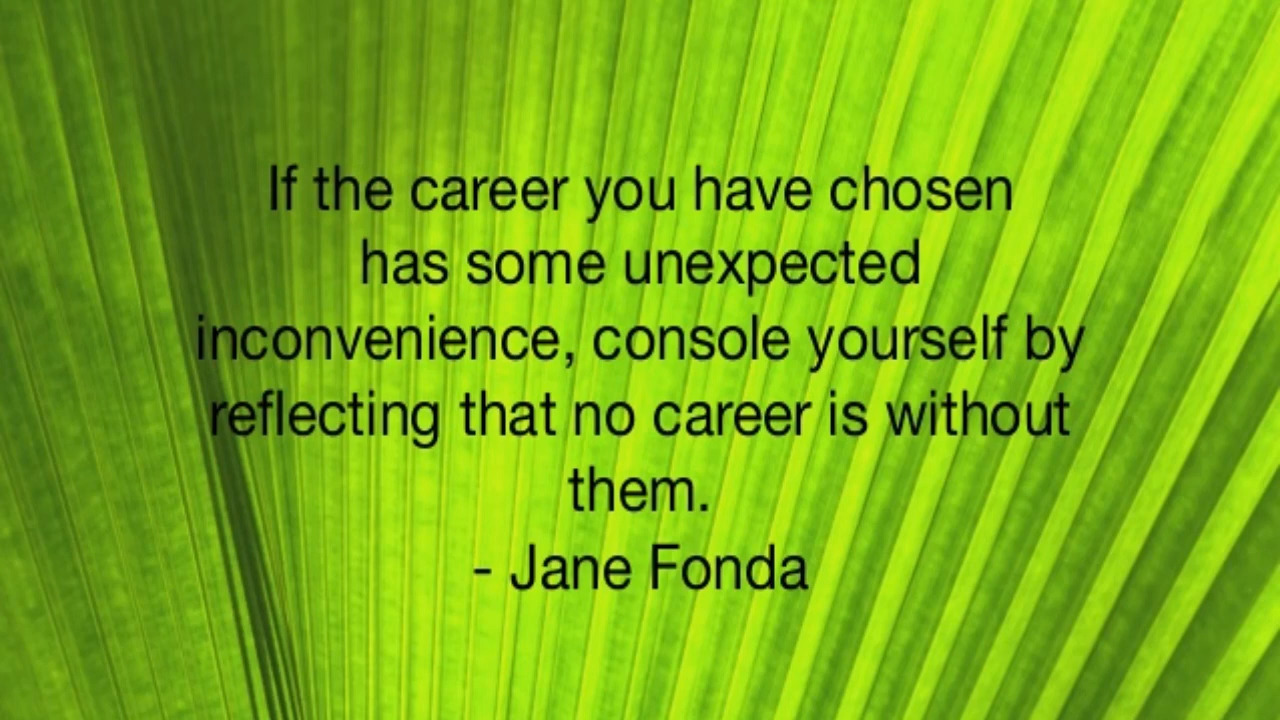 If the career you have chosen
has some unexpected
inconvenience, console yourself by
reflecting that no career is without
them.
- Jane Fonda